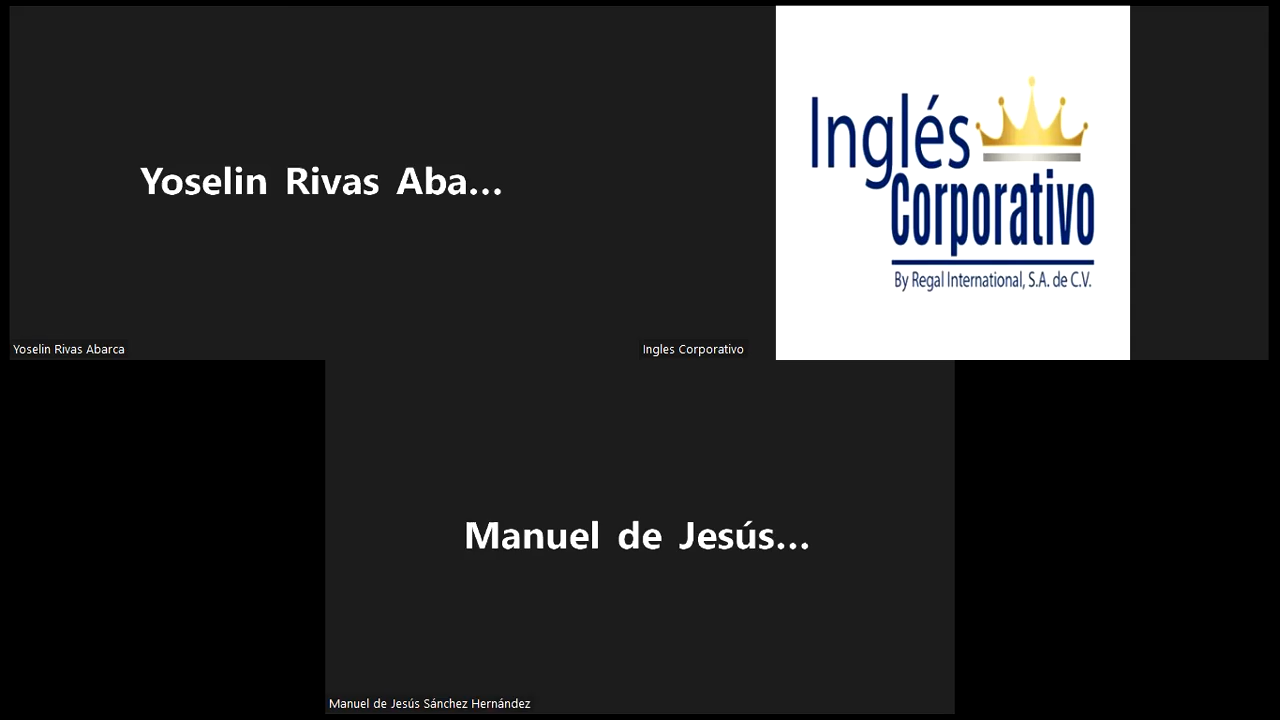 Yoselin Rivas Aba...
Inglés
Corporativo
By Regal International, S.A. de C.V.
Yoselin Rivas Abarca
Ingles Corporativo
Manuel de Jesús...
Manuel de Jesús Sánchez Hernández